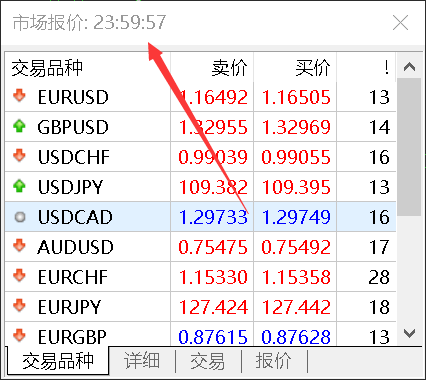 市场报价: 23:59:57
交易品种 卖价 买价 !
EURUSD 1.16492 1.16505 13
GBPUSD 1.32955 1.32969 14
USDCHF 0.99039 0.99055 16
USDJPY 109.382 109.395 13
USDCAD 1.29733 1.29749 16
AUDUSD 0.75475 0.75492 17
EURCHF 1.15330 1.15358 28
EURJPY 127.424 127.442 18
EURGBP 0.87615 0.87628 13
交易品种 详细 交易 报价